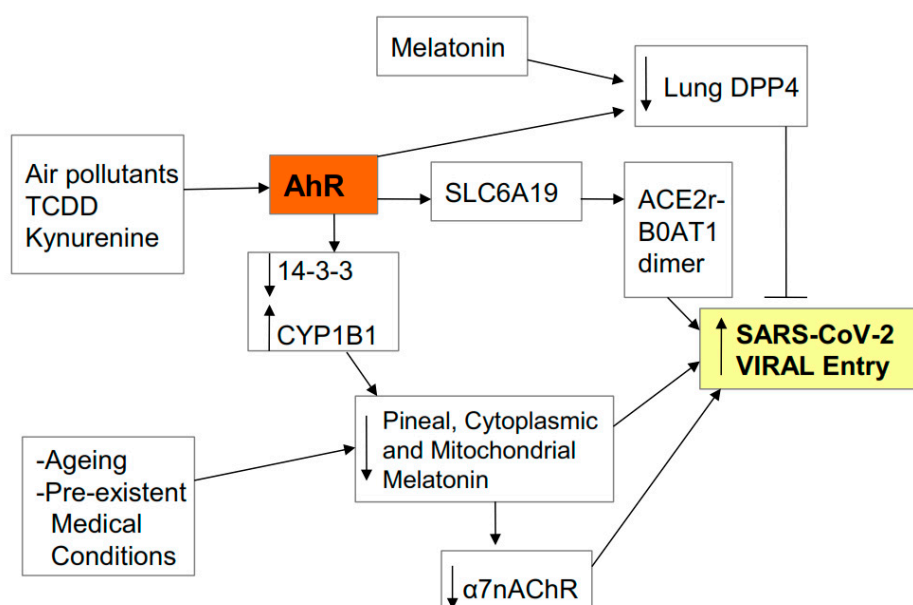 Melatonin
↓ Lung DPP4
Air pollutants
TCDD
Kynurenine
AhR
SLC6A19
ACE2r-
B0AT1
dimer
↓ 14-3-3
↑ CYP1B1
↑ SARS-CoV-2
VIRAL Entry
↓ Pineal, Cytoplasmic
and Mitochondrial
Melatonin
-Ageing
-Pre-existent
Medical
Conditions
↓ α7nAChR